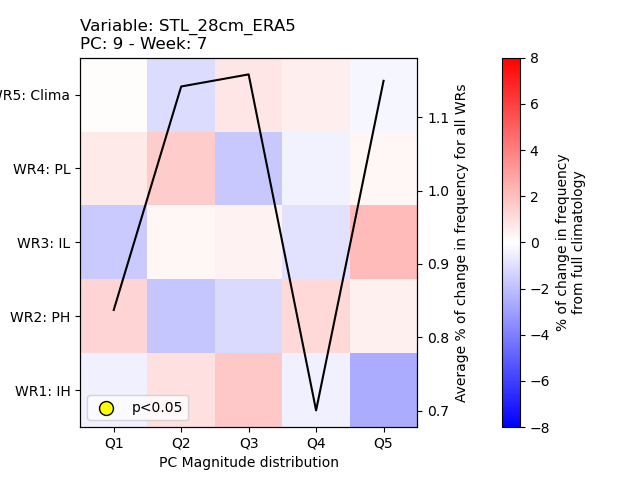 Variable: STL_28cm_ERA5
PC: 9 - Week: 7
WR5: Clima
WR4: PL
WR3: IL
WR2: PH
WR1: IH
p<0.05
Q1 Q2 Q3 Q4 Q5
PC Magnitude distribution
1.1
1.0
0.9
0.8
0.7
Average % of change in frequency for all WRs
8
6
4
2
0
−2
−4
−6
−8
% of change in frequency
from full climatology